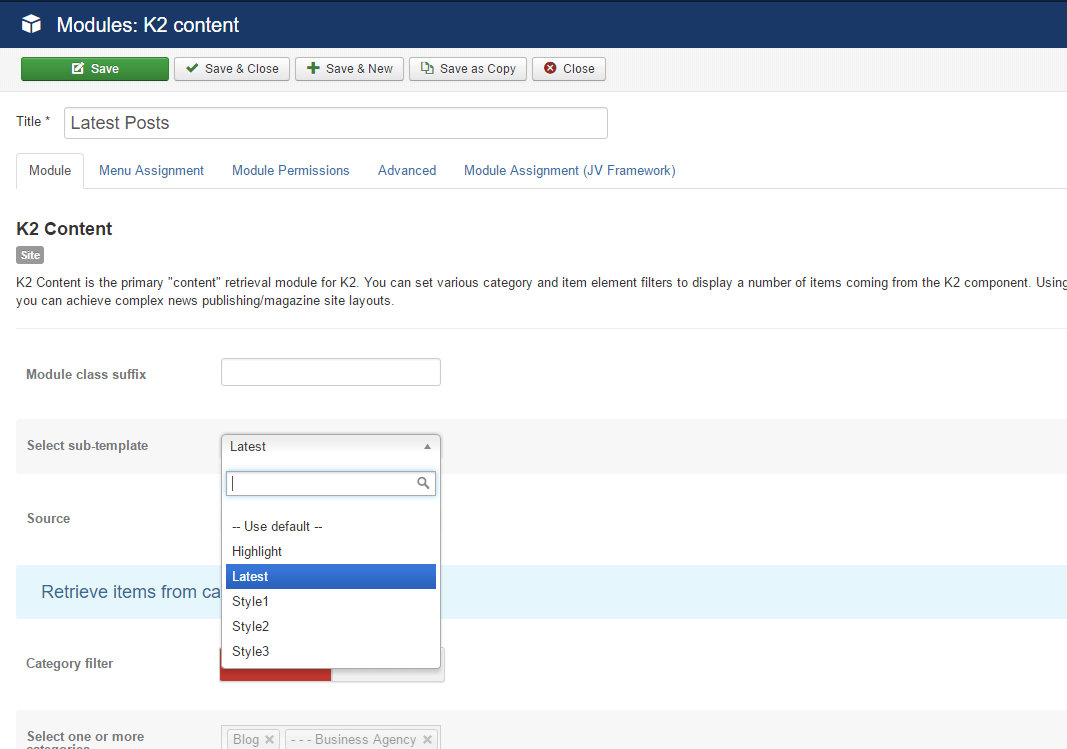 Modules: K2 content
Save
Save & Close
Save & New
Save as Copy
Close
Title *
Latest Posts
Module
Menu Assignment
Module Permissions
Advanced
Module Assignment (JV Framework)
K2 Content
Site
K2 Content is the primary "content" retrieval module for K2. You can set various category and item element filters to display a number of items coming from the K2 component. Using
you can achieve complex news publishing/magazine site layouts.
Module class suffix
Select sub-template
Latest
-- Use default --
Highlight
Latest
Style1
Style2
Style3
Source
Retrieve items from ca
Category filter
Select one or more
categories
Blog
- - - Business Agency